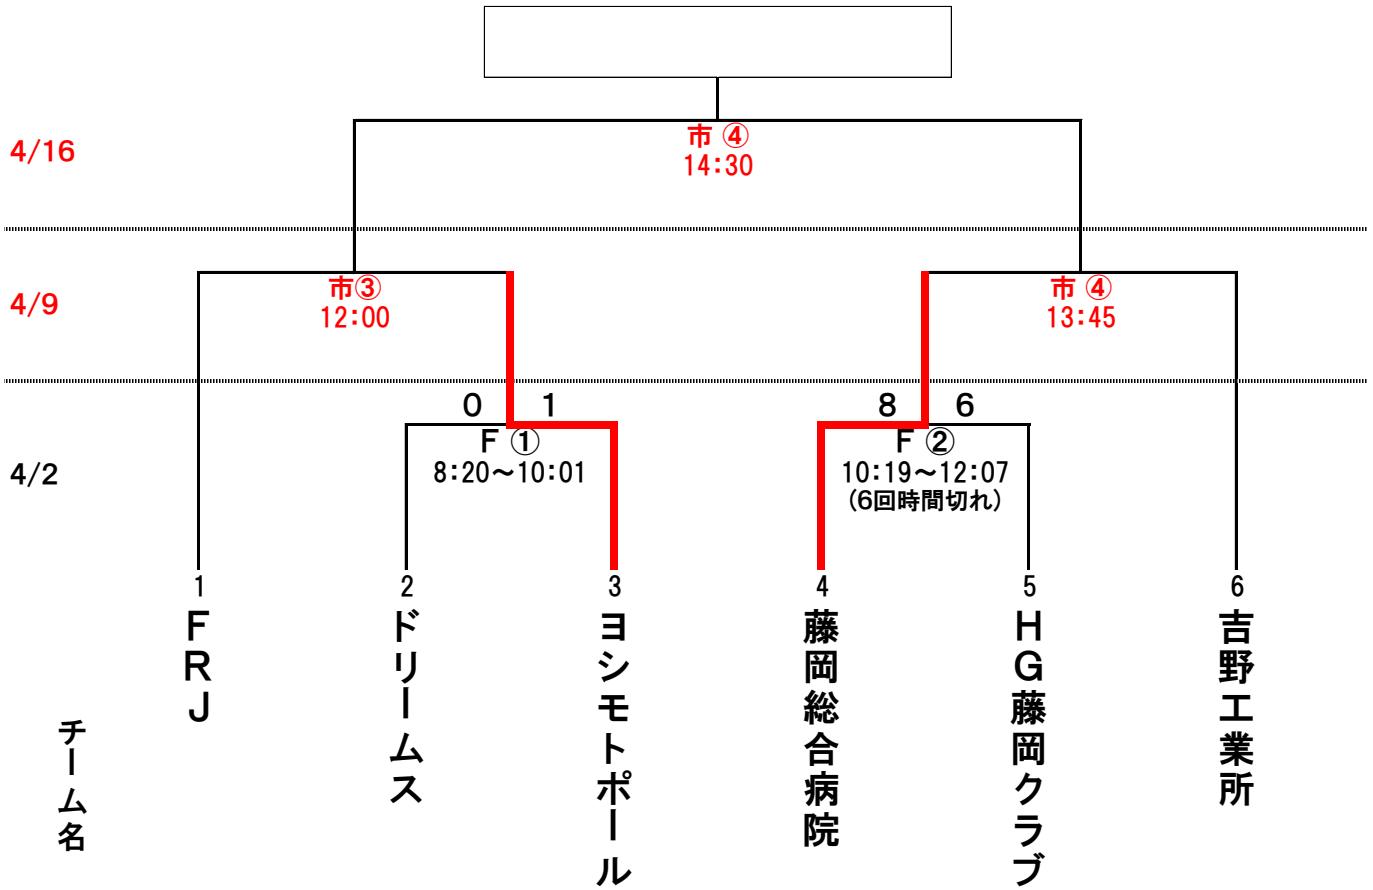 4/16
市 ④
14:30
4/9
市③
12:00
市 ④
13:45
0 1
8 6
4/2
F ①
8:20～10:01
F ②
10:19～12:07
(6回時間切れ)
1
2
3
4
5
6
チーム名
FRJ
ドリームス
ヨシモトポール
藤岡総合病院
HG藤岡クラブ
吉野工業所